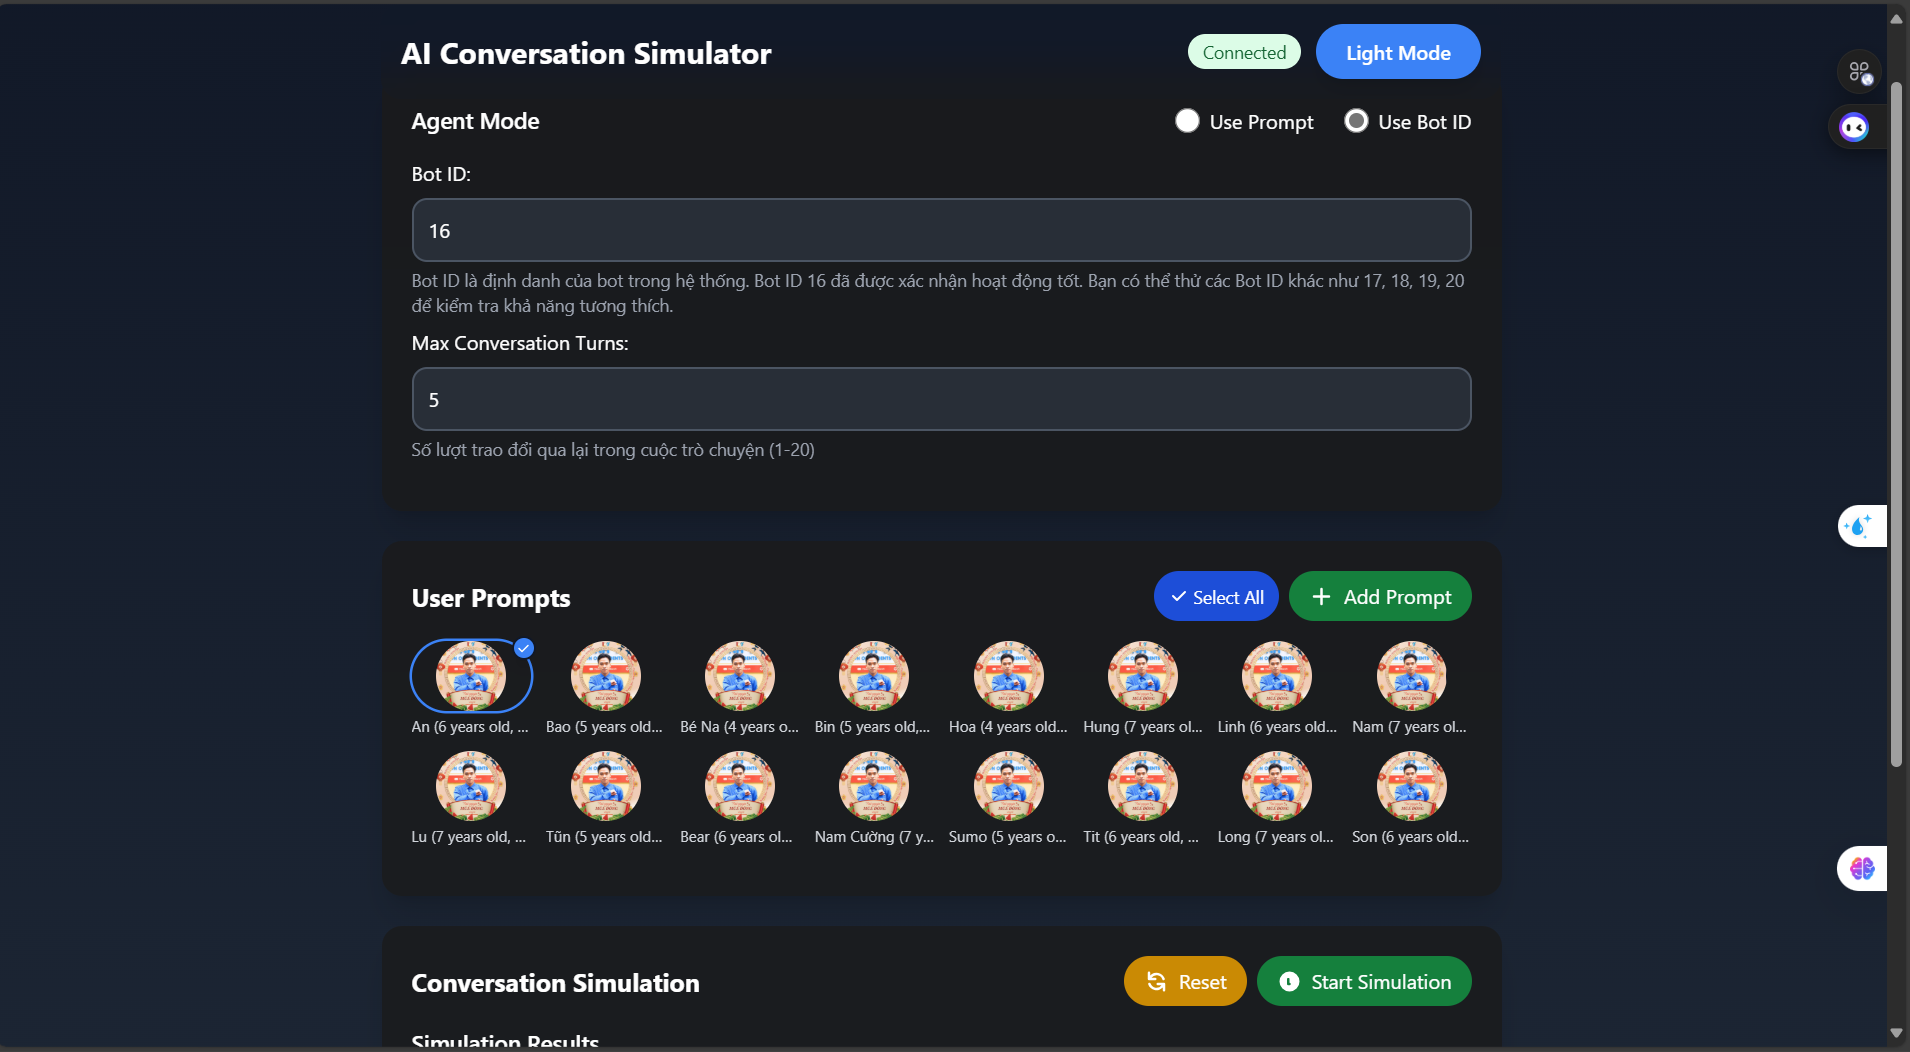 AI Conversation Simulator
Connected
Light Mode
Agent Mode
Use Prompt
Use Bot ID
Bot ID:
16
Bot ID là định danh của bot trong hệ thống. Bot ID 16 đã được xác nhận hoạt động tốt. Bạn có thể thử các Bot ID khác như 17, 18, 19, 20
để kiểm tra khả năng tương thích.
Max Conversation Turns:
5
Số lượt trao đổi qua lại trong cuộc trò chuyện (1-20)
User Prompts
Select All
Add Prompt
An (6 years old, ...
Bao (5 years old...
Bé Na (4 years o...
Bin (5 years old,...
Hoa (4 years old...
Hung (7 years ol...
Linh (6 years old...
Nam (7 years ol...
Lu (7 years old, ...
Tũn (5 years old...
Bear (6 years ol...
Nam Cường (7 y...
Sumo (5 years o...
Tit (6 years old, ...
Long (7 years ol...
Son (6 years old...
Conversation Simulation
Reset
Start Simulation
Simulation Results